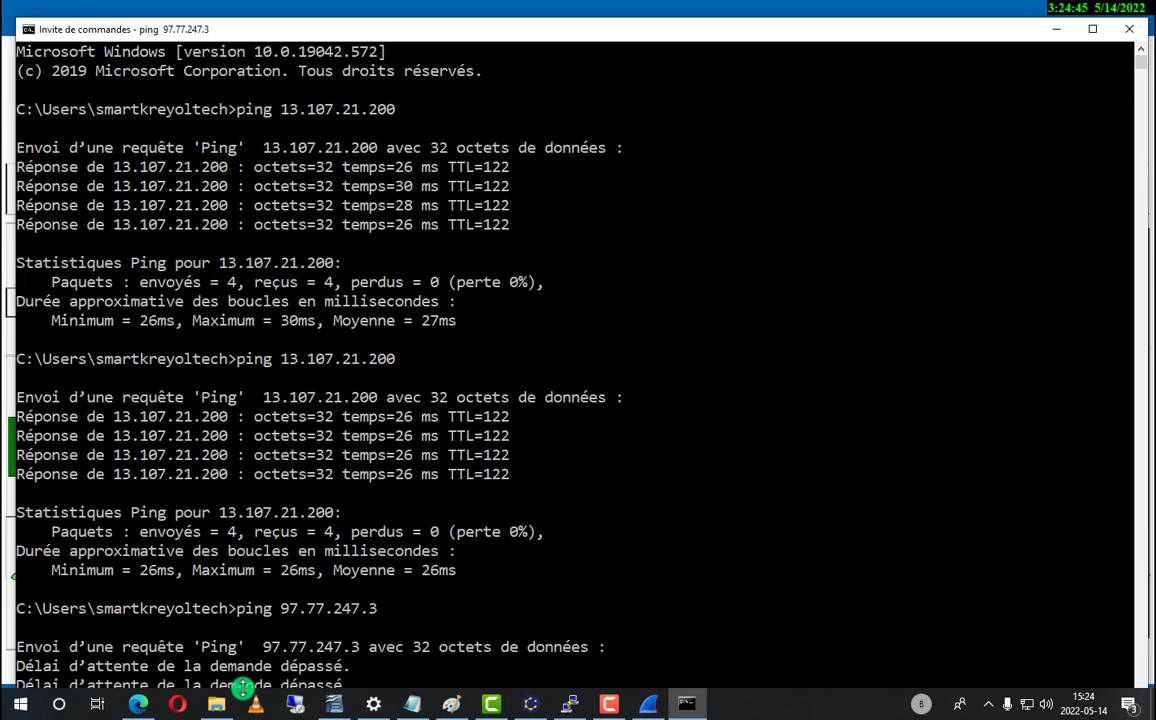 3:24:45 5/14/2022
Invite de commandes - ping 97.77.247.3
Microsoft Windows [version 10.0.19042.572]
(c) 2019 Microsoft Corporation. Tous droits réservés.
C:\Users\smartkreyoltech>ping 13.107.21.200
Envoi d’une requête 'Ping'  13.107.21.200 avec 32 octets de données :
Réponse de 13.107.21.200 : octets=32 temps=26 ms TTL=122
Réponse de 13.107.21.200 : octets=32 temps=30 ms TTL=122
Réponse de 13.107.21.200 : octets=32 temps=28 ms TTL=122
Réponse de 13.107.21.200 : octets=32 temps=26 ms TTL=122
Statistiques Ping pour 13.107.21.200:
    Paquets : envoyés = 4, reçus = 4, perdus = 0 (perte 0%),
Durée approximative des boucles en millisecondes :
    Minimum = 26ms, Maximum = 30ms, Moyenne = 27ms
C:\Users\smartkreyoltech>ping 13.107.21.200
Envoi d’une requête 'Ping'  13.107.21.200 avec 32 octets de données :
Réponse de 13.107.21.200 : octets=32 temps=26 ms TTL=122
Réponse de 13.107.21.200 : octets=32 temps=26 ms TTL=122
Réponse de 13.107.21.200 : octets=32 temps=26 ms TTL=122
Réponse de 13.107.21.200 : octets=32 temps=26 ms TTL=122
Statistiques Ping pour 13.107.21.200:
    Paquets : envoyés = 4, reçus = 4, perdus = 0 (perte 0%),
Durée approximative des boucles en millisecondes :
    Minimum = 26ms, Maximum = 26ms, Moyenne = 26ms
C:\Users\smartkreyoltech>ping 97.77.247.3
Envoi d’une requête 'Ping'  97.77.247.3 avec 32 octets de données :
Délai d’attente de la demande dépassé.
Délai d’attente de la demande dépassé.
B
15:24
2022-05-14
3